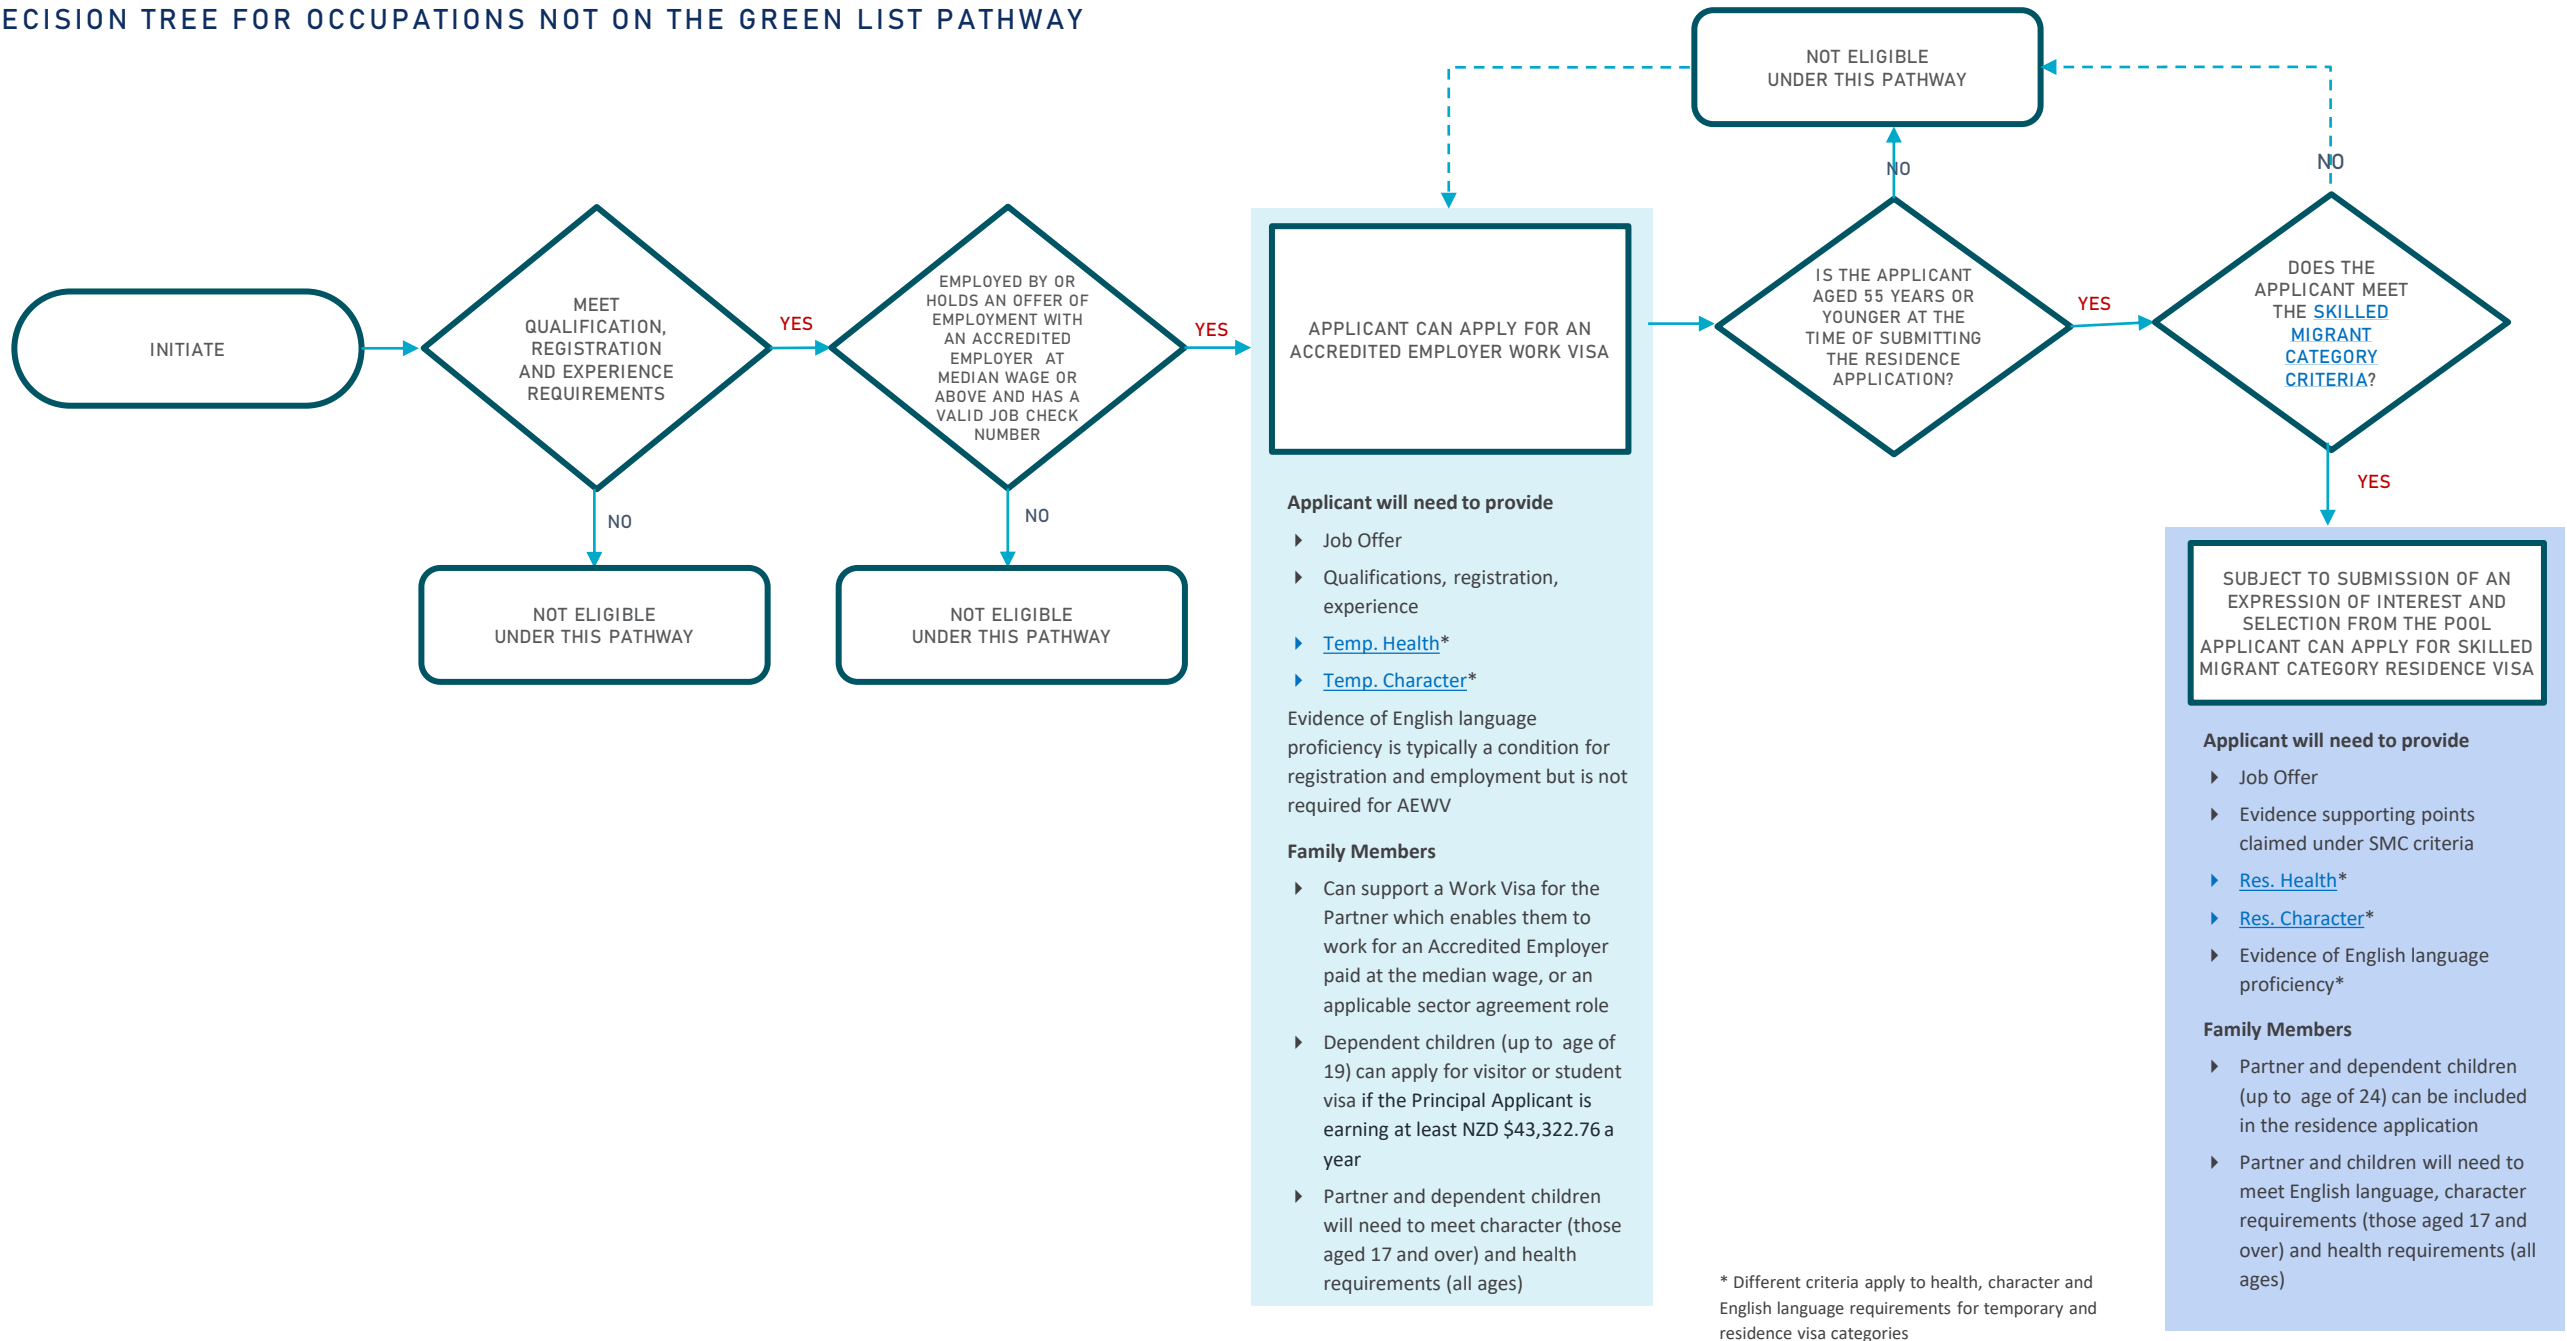 ECISION TREE FOR OCCUPATIONS NOT ON THE GREEN LIST PATHWAY
INITIATE
MEET
QUALIFICATION,
REGISTRATION
AND EXPERIENCE
REQUIREMENTS
YES
NO
NOT ELIGIBLE
UNDER THIS PATHWAY
EMPLOYED BY OR
HOLDS AN OFFER OF
EMPLOYMENT WITH
AN ACCREDITED
EMPLOYER AT
MEDIAN WAGE OR
ABOVE AND HAS A
VALID JOB CHECK
NUMBER
YES
NO
NOT ELIGIBLE
UNDER THIS PATHWAY
APPLICANT CAN APPLY FOR AN
ACCREDITED EMPLOYER WORK VISA
Applicant will need to provide
Job Offer
Qualifications, registration,
experience
Temp. Health*
Temp. Character*
Evidence of English language
proficiency is typically a condition for
registration and employment but is not
required for AEWV
Family Members
Can support a Work Visa for the
Partner which enables them to
work for an Accredited Employer
paid at the median wage, or an
applicable sector agreement role
Dependent children (up to age of
19) can apply for visitor or student
visa if the Principal Applicant is
earning at least NZD $43,322.76 a
year
Partner and dependent children
will need to meet character (those
aged 17 and over) and health
requirements (all ages)
NOT ELIGIBLE
UNDER THIS PATHWAY
NO
IS THE APPLICANT
AGED 55 YEARS OR
YOUNGER AT THE
TIME OF SUBMITTING
THE RESIDENCE
APPLICATION?
YES
NO
DOES THE
APPLICANT MEET
THE SKILLED
MIGRANT
CATEGORY
CRITERIA?
YES
SUBJECT TO SUBMISSION OF AN
EXPRESSION OF INTEREST AND
SELECTION FROM THE POOL
APPLICANT CAN APPLY FOR SKILLED
MIGRANT CATEGORY RESIDENCE VISA
Applicant will need to provide
Job Offer
Evidence supporting points
claimed under SMC criteria
Res. Health*
Res. Character*
Evidence of English language
proficiency*
Family Members
Partner and dependent children
(up to age of 24) can be included
in the residence application
Partner and children will need to
meet English language, character
requirements (those aged 17 and
over) and health requirements (all
ages)
* Different criteria apply to health, character and
English language requirements for temporary and
residence visa categories